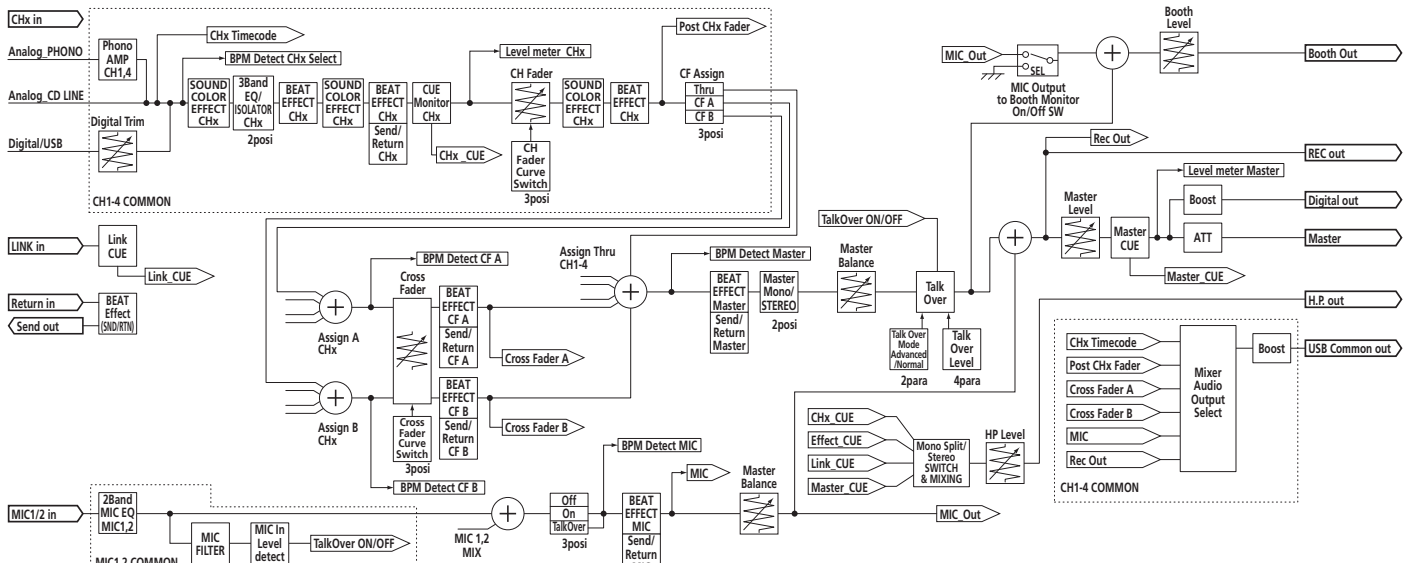 CHx in
Analog_PHONO
Phono
AMP
CH1,4
CHx Timecode
BPM Detect CHx Select
Analog_CD LINE
Digital/USB
Digital Trim
SOUND
COLOR
EFFECT
CHx
3Band
EQ/
ISOLATOR
CHx
2posi
BEAT
EFFECT
CHx
SOUND
COLOR
EFFECT
CHx
BEAT
EFFECT
CHx
Send/
Return
CHx
CUE
Monitor
CHx
CHx _CUE
Level meter CHx
CH Fader
CH
Fader
Curve
Switch
3posi
SOUND
COLOR
EFFECT
CHx
BEAT
EFFECT
CHx
Post CHx Fader
CF Assign
Thru
CF A
CF B
3posi
CH1-4 COMMON
MIC_Out
SEL
MIC Output
to Booth Monitor
On/Off SW
Booth
Level
Booth Out
Rec Out
REC out
Level meter Master
Master
Level
Master
CUE
Boost
Digital out
ATT
Master
Master_CUE
LINK in
Link
CUE
Link_CUE
Return in
Send out
BEAT
Effect
(SND/RTN)
BPM Detect CF A
Assign A
CHx
Assign B
CHx
Cross
Fader
Cross
Fader
Curve
Switch
3posi
BEAT
EFFECT
CF A
Send/
Return
CF A
Cross Fader A
BEAT
EFFECT
CF B
Send/
Return
CF B
Cross Fader B
BPM Detect CF B
Assign Thru
CH1-4
BPM Detect Master
BEAT
EFFECT
Master
Send/
Return
Master
Master
Mono/
STEREO
2posi
Master
Balance
TalkOver ON/OFF
Talk
Over
Talk Over
Mode
Advanced
/Normal
2para
Talk
Over
Level
4para
H.P. out
CHx Timecode
Post CHx Fader
Cross Fader A
Cross Fader B
MIC
Rec Out
Mixer
Audio
Output
Select
Boost
USB Common out
CH1-4 COMMON
CHx_CUE
Effect_CUE
Link_CUE
Master_CUE
Mono Split/
Stereo
SWITCH
& MIXING
HP Level
MIC1/2 in
2Band
MIC EQ
MIC1,2
MIC
FILTER
MIC In
Level
detect
TalkOver ON/OFF
MIC1,2 COMMON
MIC 1,2
MIX
Off
On
TalkOver
3posi
BPM Detect MIC
BEAT
EFFECT
MIC
Send/
Return
MIC
Master
Balance
MIC_Out